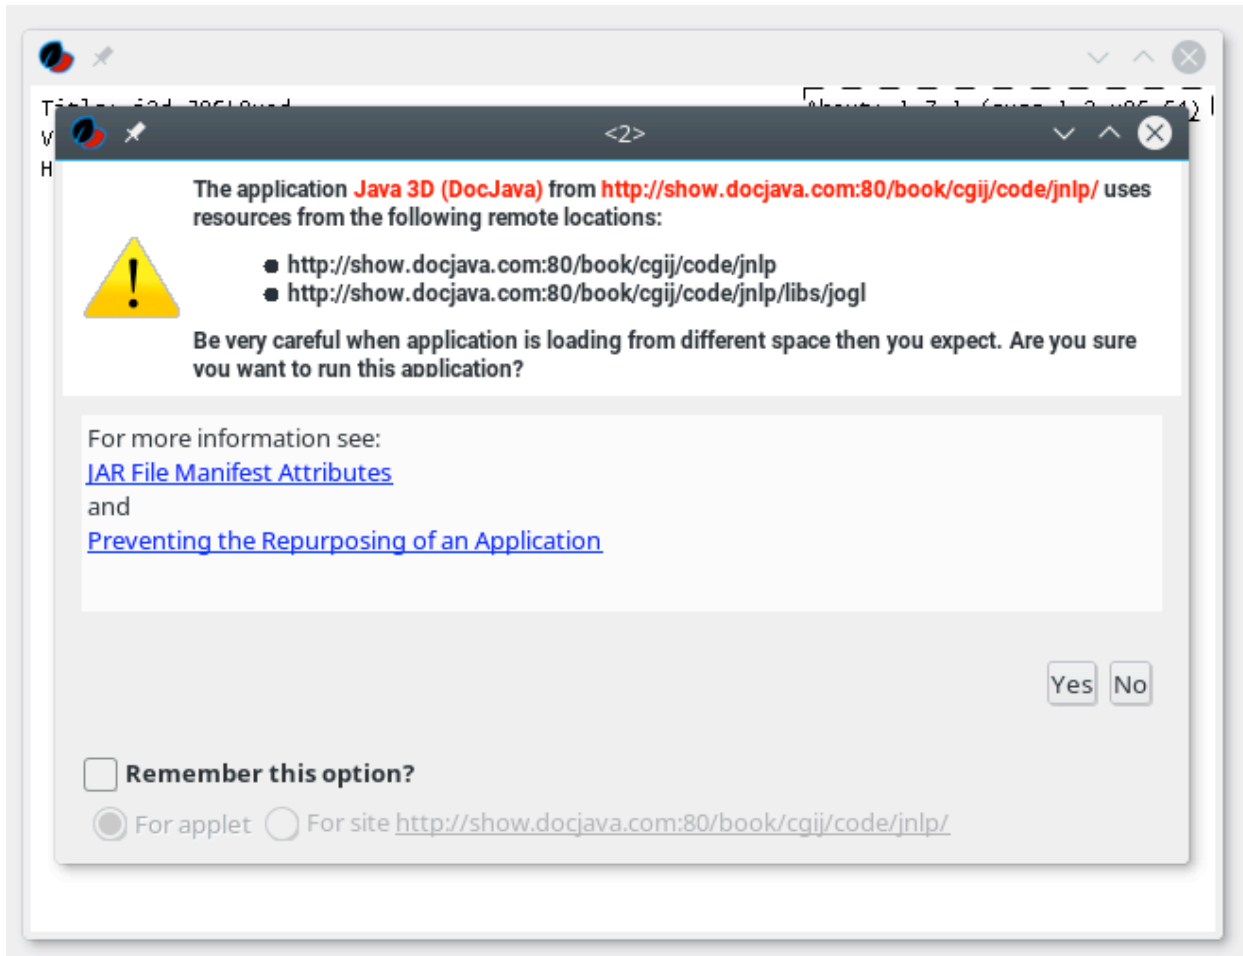 <2>
The application Java 3D (DocJava) from http://show.docjava.com:80/book/cgij/code/jnlp/ uses
resources from the following remote locations:
● http://show.docjava.com:80/book/cgij/code/jnlp
● http://show.docjava.com:80/book/cgij/code/jnlp/libs/jogl
Be very careful when application is loading from different space then you expect. Are you sure
you want to run this application?
For more information see:
JAR File Manifest Attributes
and
Preventing the Repurposing of an Application
Yes No
Remember this option?
For applet For site http://show.docjava.com:80/book/cgij/code/jnlp/